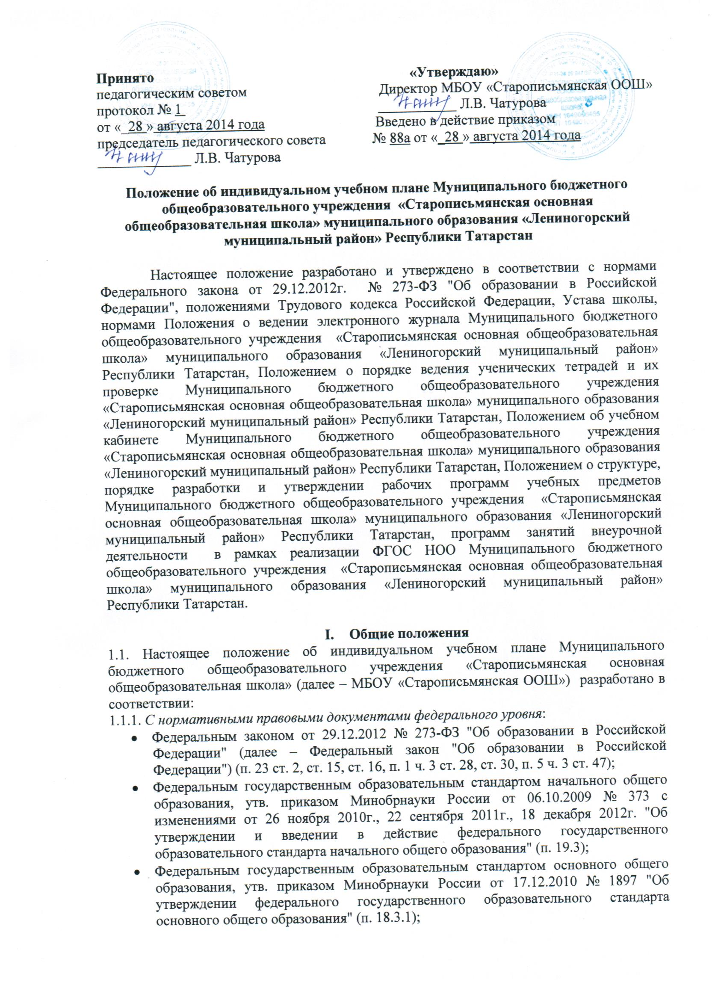 Принято
педагогическим советом
протокол № 1
от «_28_» августа 2014 года
председатель педагогического совета
_____________ Л.В. Чатурова
«Утверждаю»
Директор МБОУ «Старописьмянская ООШ»
___________ Л.В. Чатурова
Введено в действие приказом
№ 88а от «_28_» августа 2014 года
Положение об индивидуальном учебном плане Муниципального бюджетного
общеобразовательного учреждения «Старописьмянская основная
общеобразовательная школа» муниципального образования «Лениногорский
муниципальный район» Республики Татарстан
Настоящее положение разработано и утверждено в соответствии с нормами
Федерального закона от 29.12.2012г. № 273-ФЗ "Об образовании в Российской
Федерации", положениями Трудового кодекса Российской Федерации, Устава школы,
нормами Положения о ведении электронного журнала Муниципального бюджетного
общеобразовательного учреждения «Старописьмянская основная общеобразовательная
школа» муниципального образования «Лениногорский муниципальный район»
Республики Татарстан, Положением о порядке ведения ученических тетрадей и их
проверке Муниципального бюджетного общеобразовательного учреждения
«Старописьмянская основная общеобразовательная школа» муниципального образования
«Лениногорский муниципальный район» Республики Татарстан, Положением об учебном
кабинете Муниципального бюджетного общеобразовательного учреждения
«Старописьмянская основная общеобразовательная школа» муниципального образования
«Лениногорский муниципальный район» Республики Татарстан, Положением о структуре,
порядке разработки и утверждении рабочих программ учебных предметов
Муниципального бюджетного общеобразовательного учреждения «Старописьмянская
основная общеобразовательная школа» муниципального образования «Лениногорский
муниципальный район» Республики Татарстан, программ занятий внеурочной
деятельности в рамках реализации ФГОС НОО Муниципального бюджетного
общеобразовательного учреждения «Старописьмянская основная общеобразовательная
школа» муниципального образования «Лениногорский муниципальный район»
Республики Татарстан.
I. Общие положения
1.1. Настоящее положение об индивидуальном учебном плане Муниципального
бюджетного общеобразовательного учреждения «Старописьмянская основная
общеобразовательная школа» (далее – МБОУ «Старописьмянская ООШ») разработано в
соответствии:
1.1.1. С нормативными правовыми документами федерального уровня:
• Федеральным законом от 29.12.2012 № 273-ФЗ "Об образовании в Российской
Федерации" (далее – Федеральный закон "Об образовании в Российской
Федерации") (п. 23 ст. 2, ст. 15, ст. 16, п. 1 ч. 3 ст. 28, ст. 30, п. 5 ч. 3 ст. 47);
• Федеральным государственным образовательным стандартом начального общего
образования, утв. приказом Минобрнауки России от 06.10.2009 № 373 с
изменениями от 26 ноября 2010г., 22 сентября 2011г., 18 декабря 2012г. "Об
утверждении и введении в действие федерального государственного
образовательного стандарта начального общего образования" (п. 19.3);
• Федеральным государственным образовательным стандартом основного общего
образования, утв. приказом Минобрнауки России от 17.12.2010 № 1897 "Об
утверждении федерального государственного образовательного стандарта
основного общего образования" (п. 18.3.1);